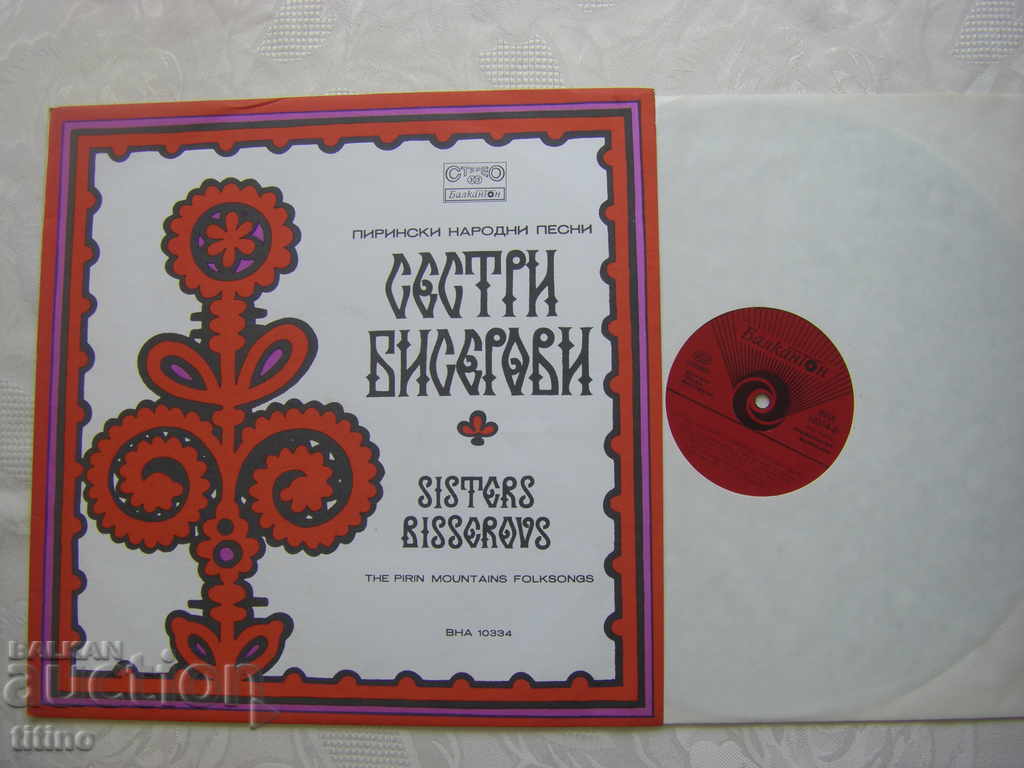 СТЕРЕО
Балкантон
ПИРИНСКИ НАРОДНИ ПЕСНИ
СЕСТРИ
БИСЕРОВИ
SISTERS
BISSEROVS
THE PIRIN MOUNTAINS FOLKSONGS
ВНА 10334
Балкантон
BALKAN
auction
titino